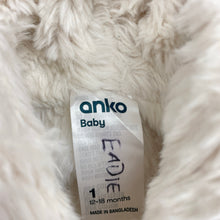 anko
Baby
EADIE
1
12-18 months
MADE IN BANGLADESH